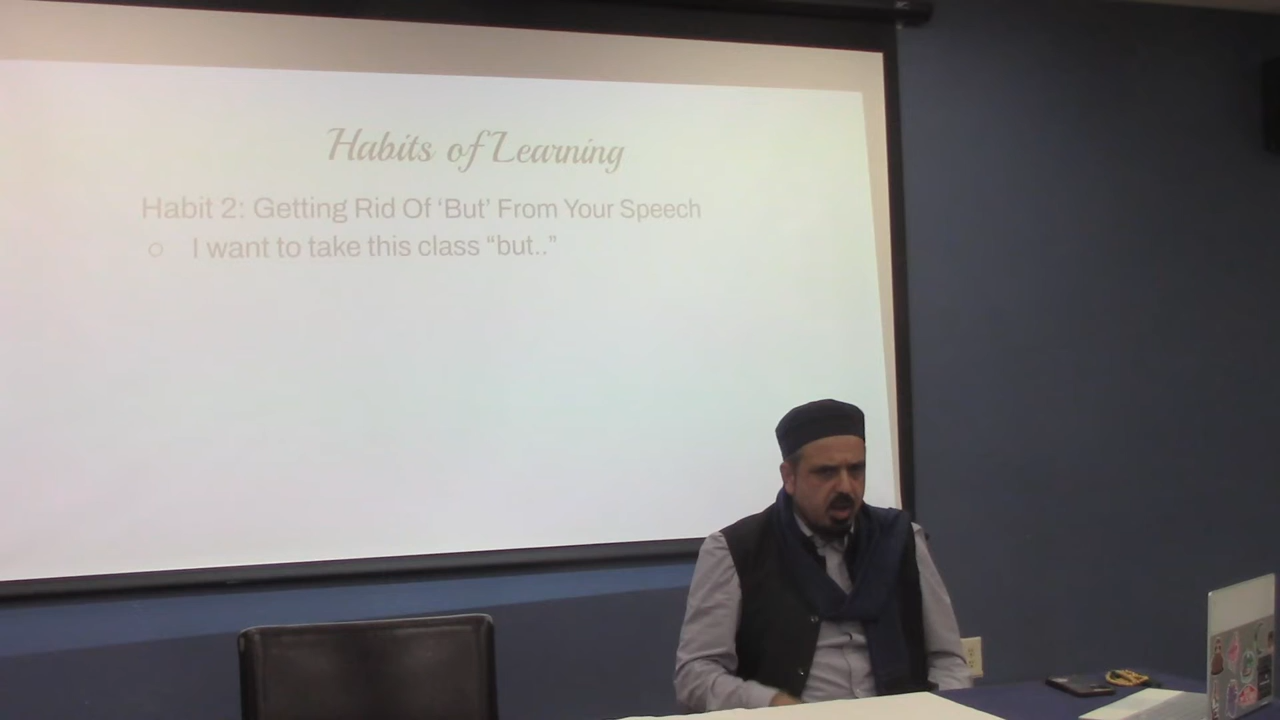 Habits of Learning
Habit 2: Getting Rid Of ‘But’ From Your Speech
○ I want to take this class “but..”